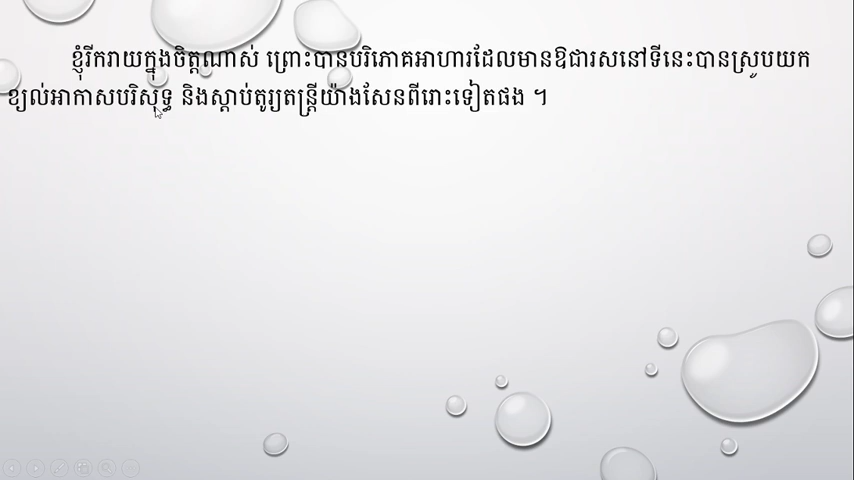 ខ្ញុំរីករាយក្នុងចិត្តណាស់ ព្រោះបានបរិភោគអាហារដែលមានឱជារសនៅទីនេះបានស្រូបយក
ខ្យល់អាកាសបរិសុទ្ធ និងស្តាប់តូរ្យតន្ត្រីយ៉ាងសែនពីរោះទៀតផង ។